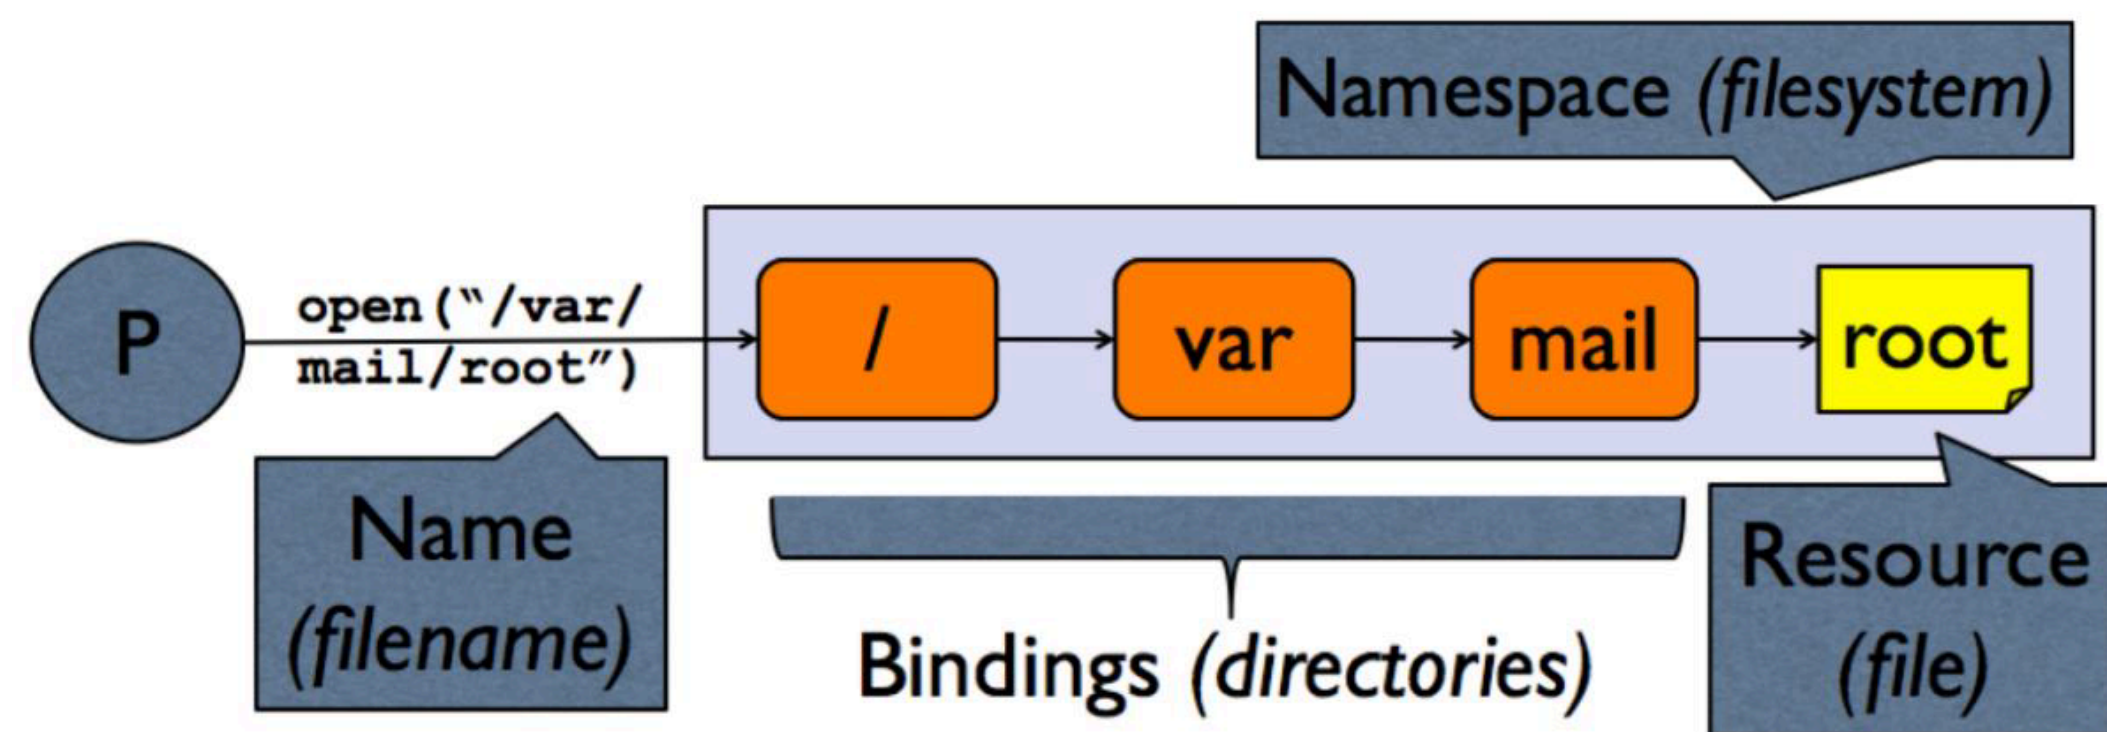 Namespace (filesystem)
P
open(“/var/
mail/root”)
/
var
mail
root
Name
(filename)
Bindings (directories)
Resource
(file)